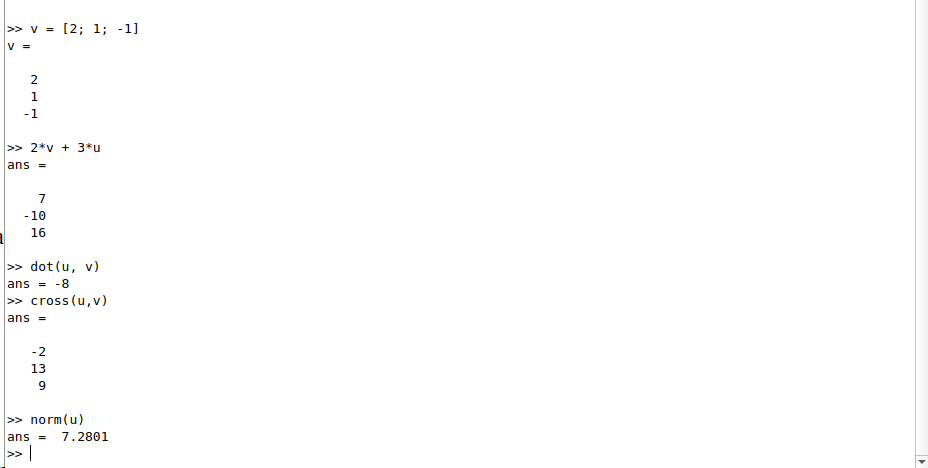 >> v = [2; 1; -1]
v =
2
1
-1
>> 2*v + 3*u
ans =
7
-10
16
>> dot(u, v)
ans = -8
>> cross(u,v)
ans =
-2
13
9
>> norm(u)
ans =  7.2801
>>